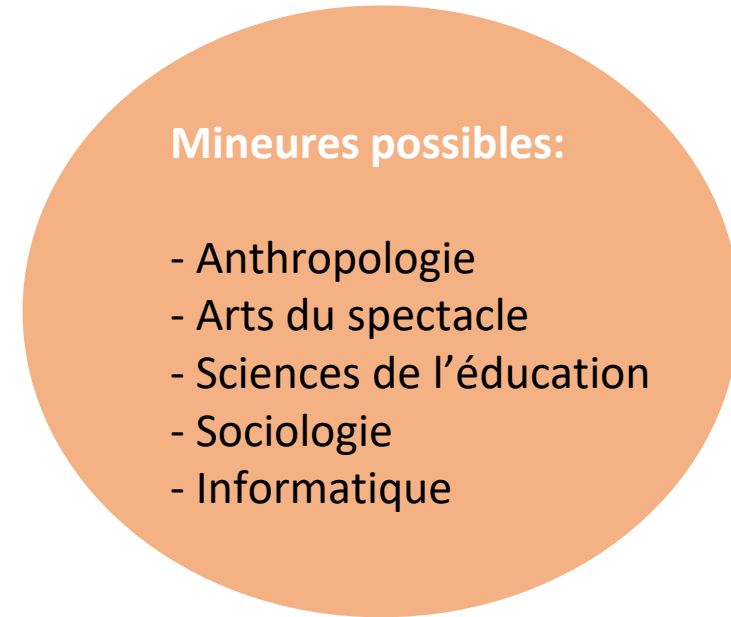 Mineures possibles:
- Anthropologie
- Arts du spectacle
- Sciences de l’éducation
- Sociologie
- Informatique